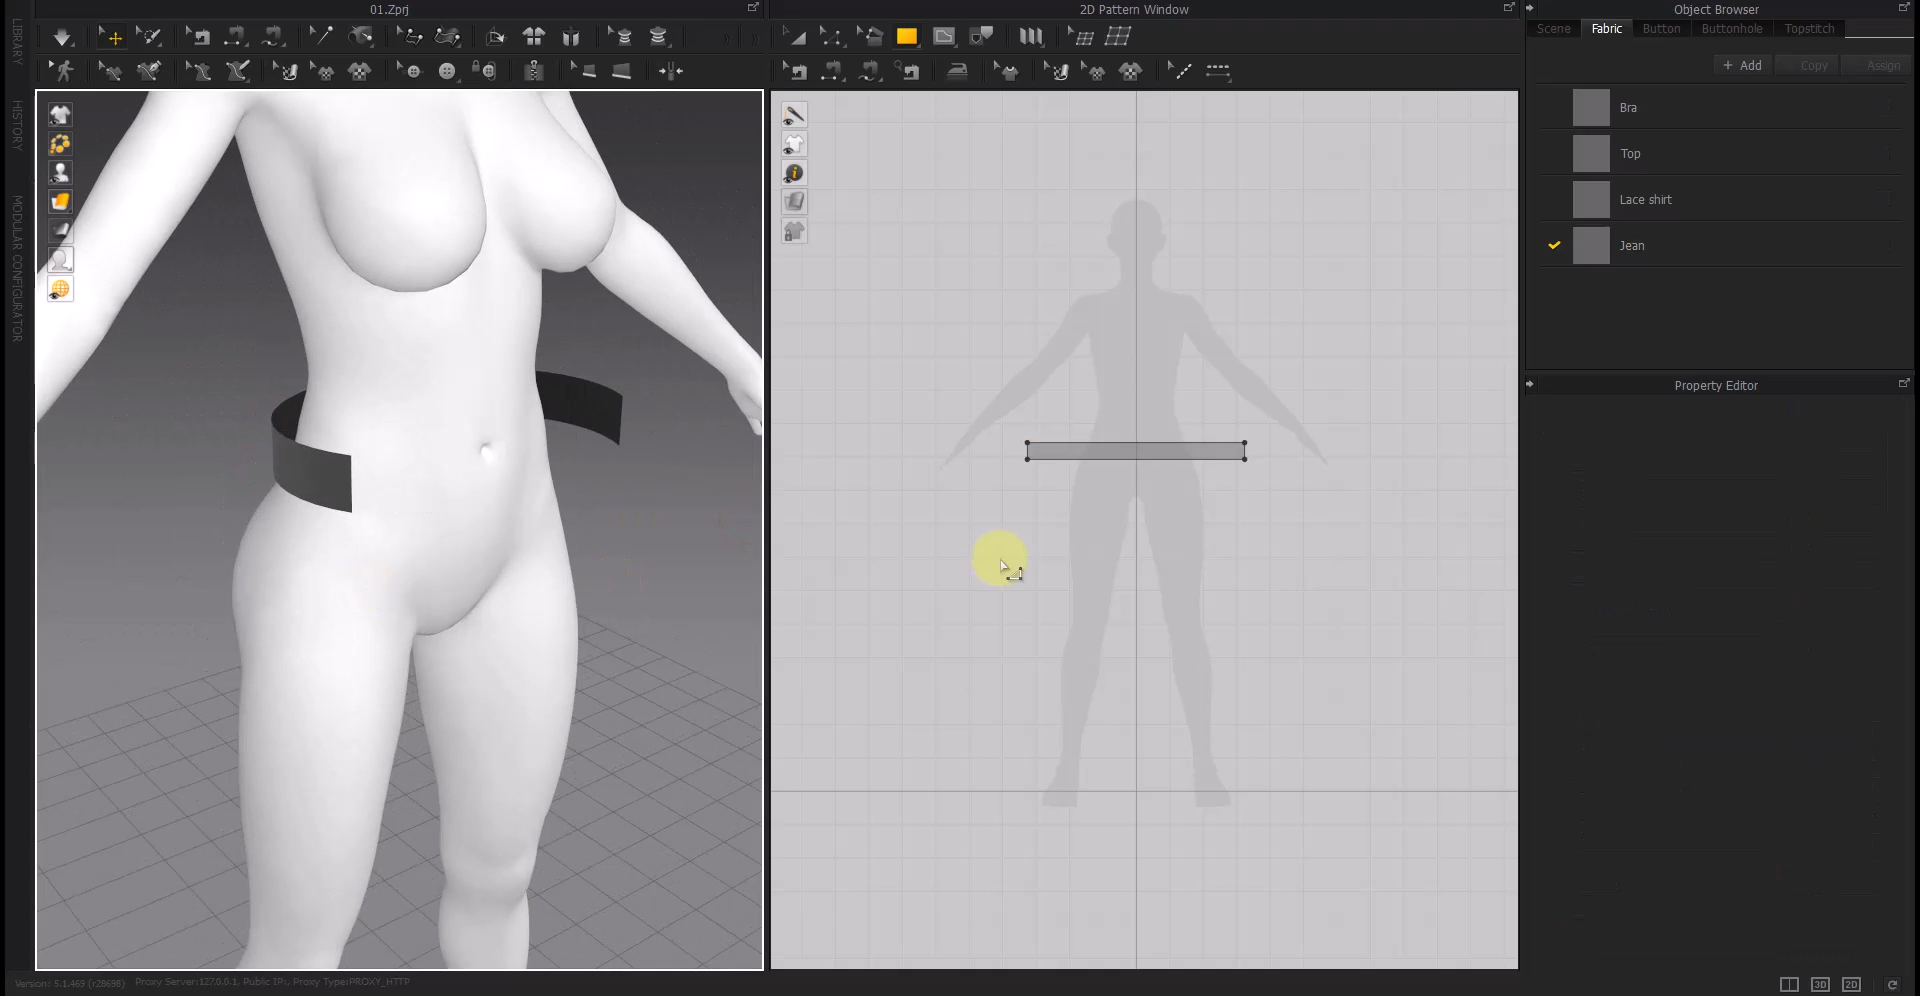 01.Zprj
2D Pattern Window
Object Browser
Scene
Fabric
Button
Buttonhole
Topstitch
+ Add
Copy
Assign
Bra
Top
Lace shirt
Jean
Property Editor
LIBRARY
HISTORY
MODULAR CONFIGURATOR
Version: 5.1.469 (r28698)
Proxy Server:127.0.0.1, Public IP:, Proxy Type:PROXY_HTTP
3D
2D